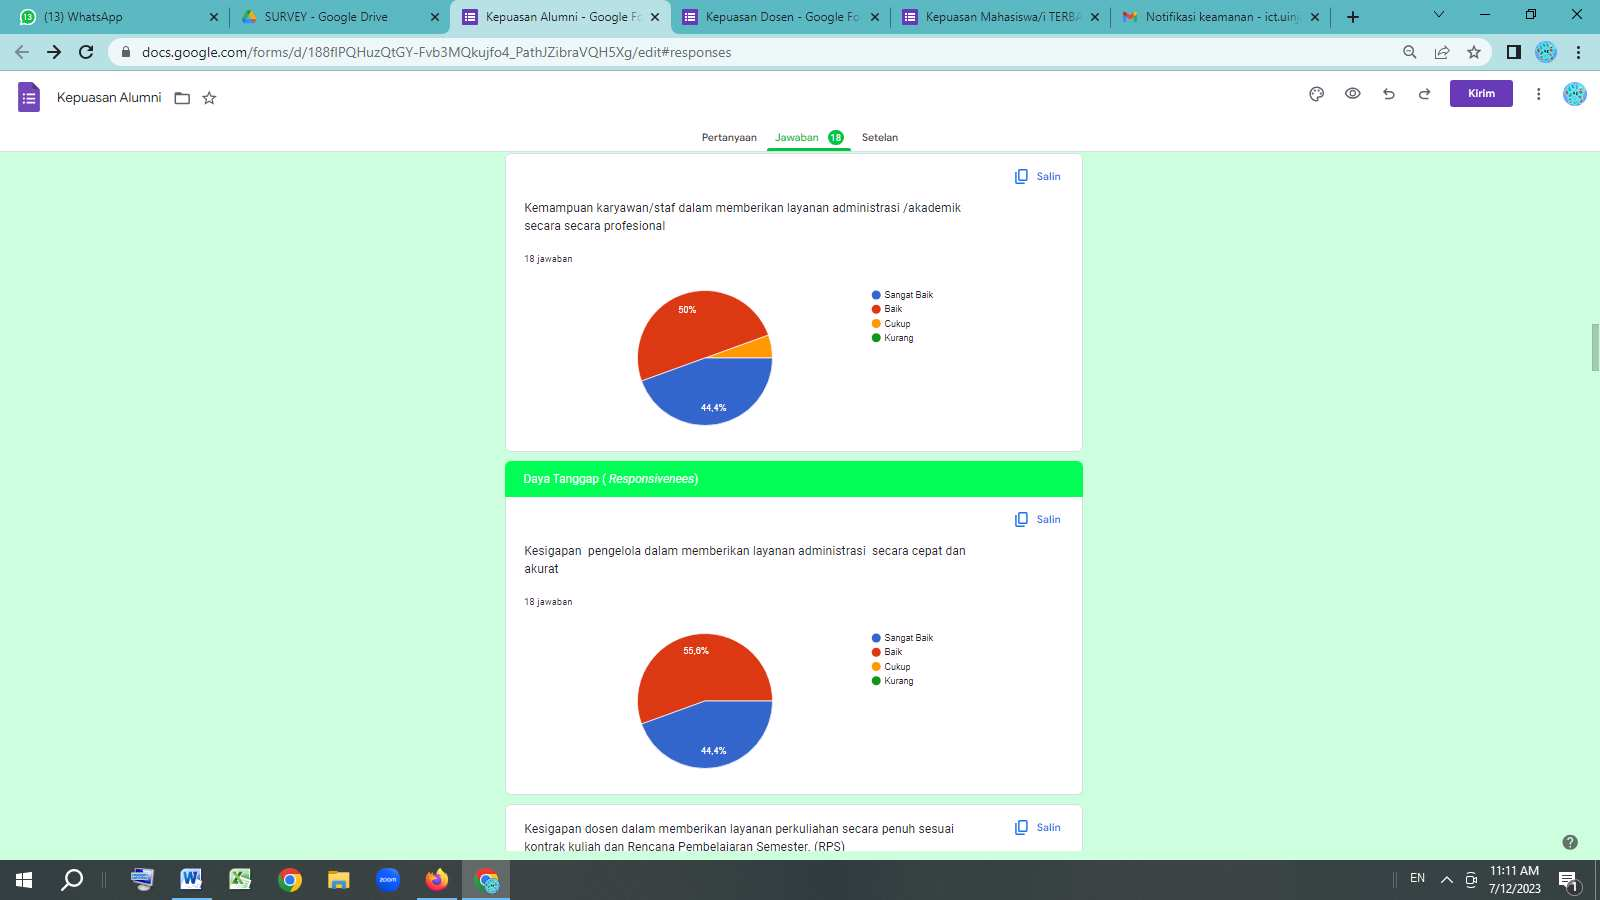 (13) WhatsApp
SURVEY - Google Drive
Kepuasan Alumni - Google Fo
Kepuasan Dosen - Google Fo
Kepuasan Mahasiswa/i TERBA
Notifikasi keamanan - ict.uinj
docs.google.com/forms/d/188flPQHuzQtGY-Fvb3MQkujfo4_PathJZibraVQH5Xg/edit#responses
Kepuasan Alumni
Kirim
Pertanyaan
Jawaban 18
Setelan
Salin
Kemampuan karyawan/staf dalam memberikan layanan administrasi /akademik
secara secara profesional
18 jawaban
50%
44,4%
Sangat Baik
Baik
Cukup
Kurang
Daya Tanggap ( Responsivenees)
Salin
Kesigapan  pengelola dalam memberikan layanan administrasi  secara cepat dan
akurat
18 jawaban
55,6%
44,4%
Sangat Baik
Baik
Cukup
Kurang
Salin
Kesigapan dosen dalam memberikan layanan perkuliahan secara penuh sesuai
kontrak kuliah dan Rencana Pembelajaran Semester. (RPS)
zoom
EN
11:11 AM
7/12/2023
1